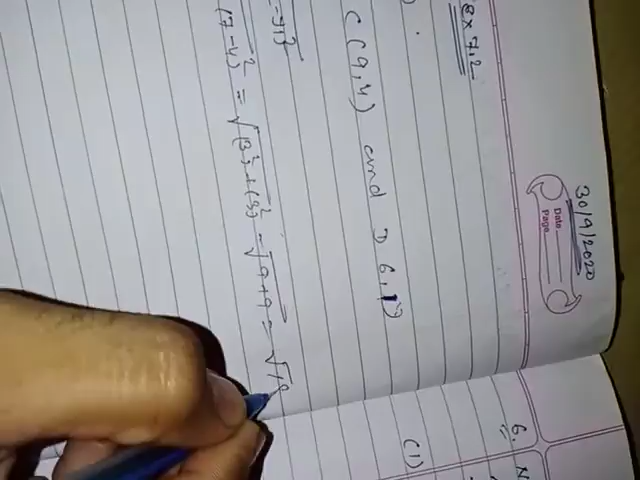 30/9/2020
Date
Page
ex 7.2
C (9,4) and D 6,1)
(7-4)² = √(3)²+(3)² = √9+9 = √18
6.
(1)